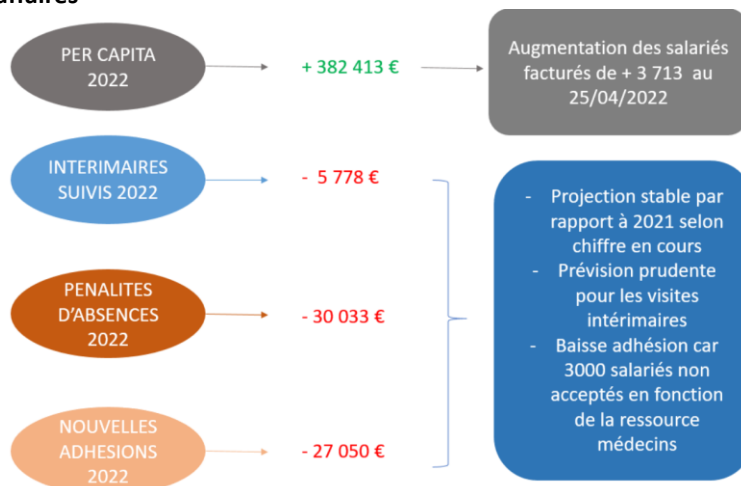 PER CAPITA
2022
+ 382 413 €
Augmentation des salariés
facturés de + 3 713 au
25/04/2022
INTERIMAIRES
SUIVIS 2022
- 5 778 €
PENALITES
D'ABSENCES
2022
- 30 033 €
NOUVELLES
ADHESIONS
2022
- 27 050 €
- Projection stable par
rapport à 2021 selon
chiffre en cours
- Prévision prudente
pour les visites
intérimaires
- Baisse adhésion car
3000 salariés non
acceptés en fonction
de la ressource
médecins